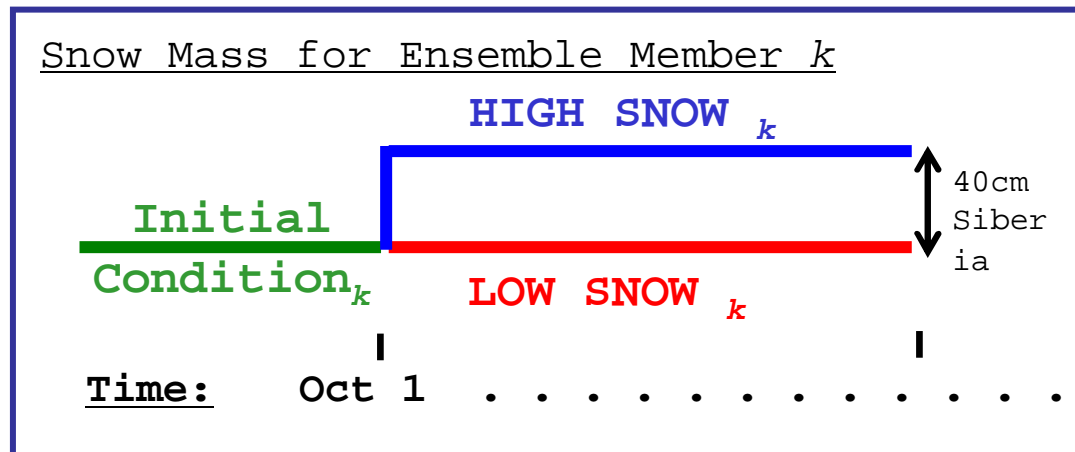 Snow Mass for Ensemble Member k
HIGH SNOW k
40cm
Siber
ia
Initial
Condition k
LOW SNOW k
Time: Oct 1 . . . . . . . . . . . .